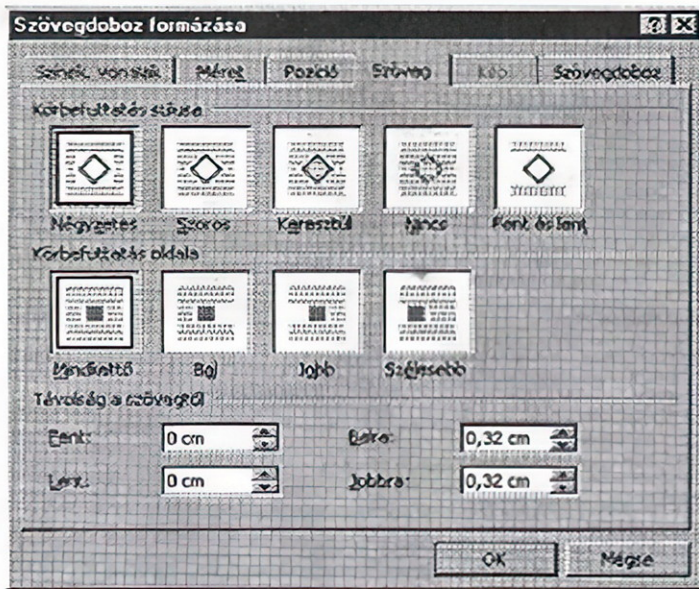 Szövegdoboz formázása
Színek, vonalak Méret Pozíció Szöveg Kép Szövegdoboz
Körbefuttatás stílusa
Négyzetes Szoros Keresztül Nincs Fent és lent
Körbefuttatás oldala
Mindkettő Bal Jobb Szélesebb
Távolság a szövegtől
Fent: 0 cm Balra: 0,32 cm
Lent: 0 cm Jobbra: 0,32 cm
OK Mégse